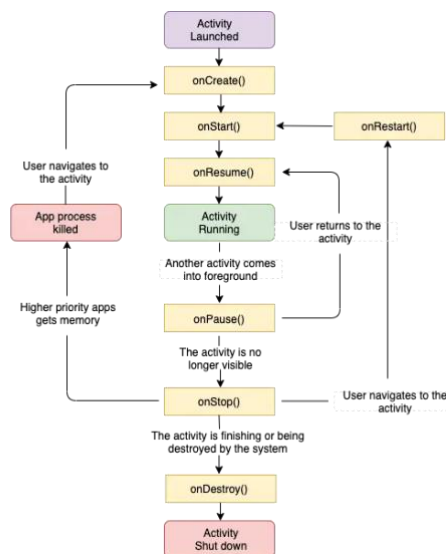 Activity
Launched
onCreate()
onStart()
onRestart()
onResume()
User navigates to
the activity
App process
killed
Activity
Running
User returns to the
activity
Another activity comes
into foreground
Higher priority apps
gets memory
onPause()
The activity is no
longer visible
onStop()
User navigates to the
activity
The activity is finishing or being
destroyed by the system
onDestroy()
Activity
Shut down